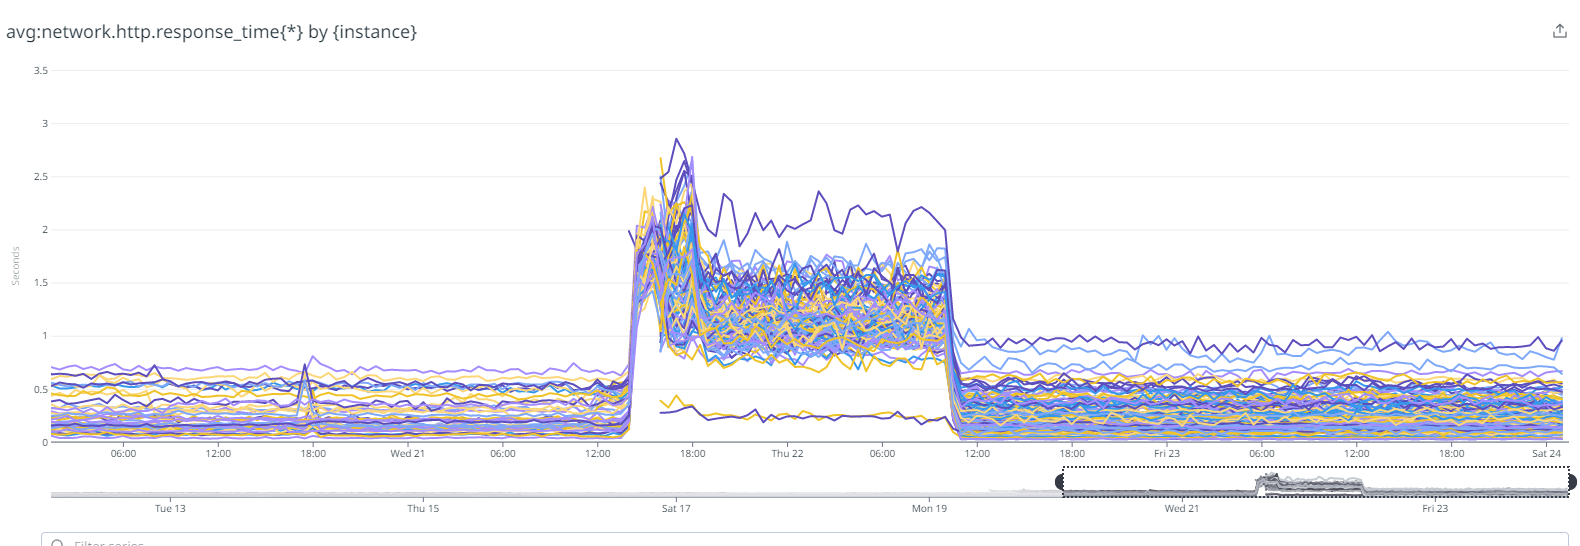 avg:network.http.response_time{*} by {instance}
3.5
3
2.5
2
1.5
1
0.5
0
Seconds
06:00 12:00 18:00 Wed 21 06:00 12:00 18:00 Thu 22 06:00 12:00 18:00 Fri 23 06:00 12:00 18:00 Sat 24
Tue 13 Thu 15 Sat 17 Mon 19 Wed 21 Fri 23
Filter series